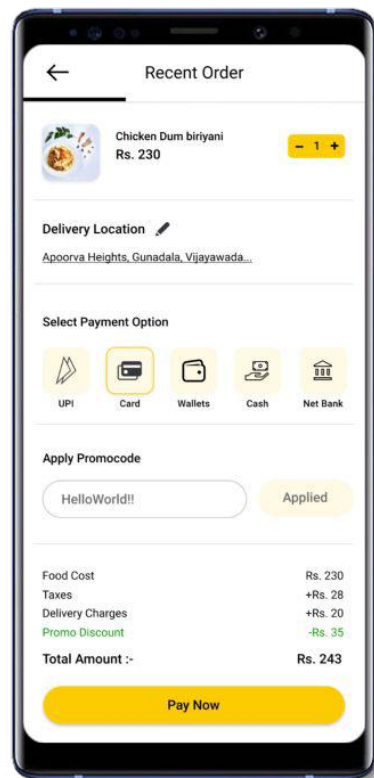 Recent Order
Chicken Dum biriyani
Rs. 230
– 1 +
Delivery Location
Apoorva Heights, Gunadala, Vijayawada...
Select Payment Option
UPI Card Wallets Cash Net Bank
Apply Promocode
HelloWorld!! Applied
Food Cost Rs. 230
Taxes +Rs. 28
Delivery Charges +Rs. 20
Promo Discount -Rs. 35
Total Amount :- Rs. 243
Pay Now